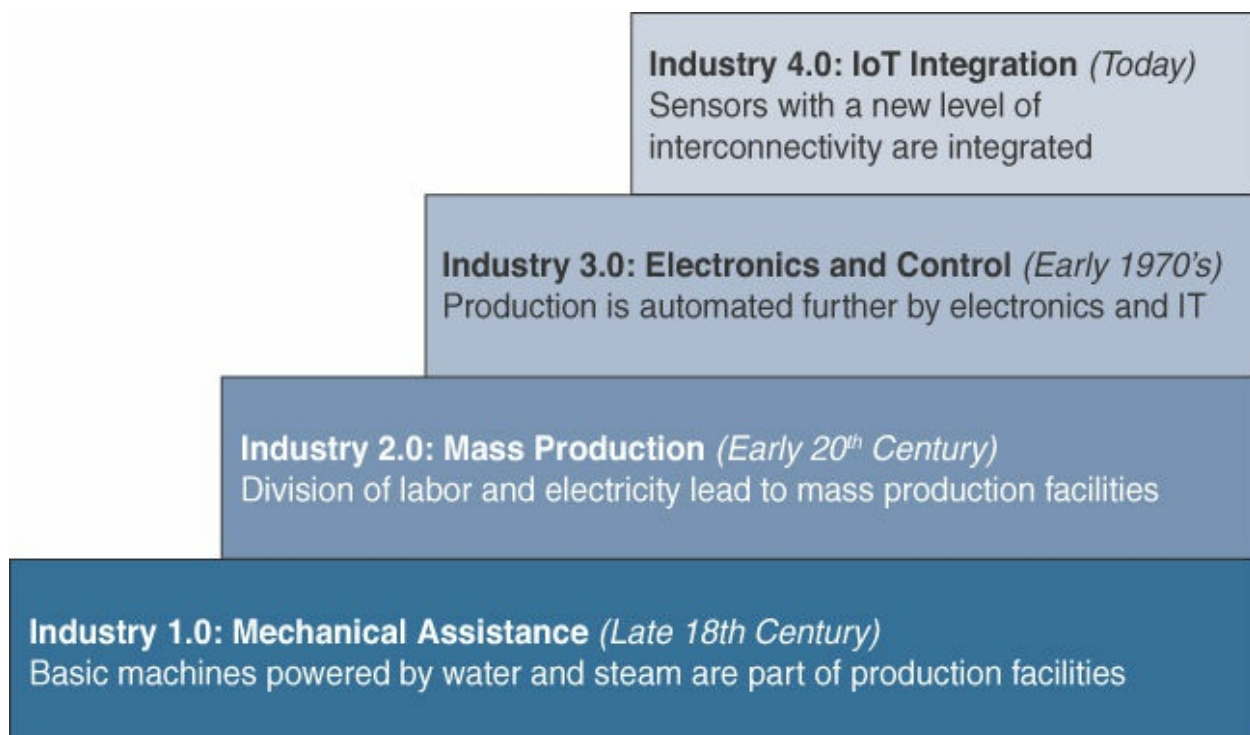 Industry 4.0: IoT Integration (Today)
Sensors with a new level of
interconnectivity are integrated
Industry 3.0: Electronics and Control (Early 1970's)
Production is automated further by electronics and IT
Industry 2.0: Mass Production (Early 20th Century)
Division of labor and electricity lead to mass production facilities
Industry 1.0: Mechanical Assistance (Late 18th Century)
Basic machines powered by water and steam are part of production facilities